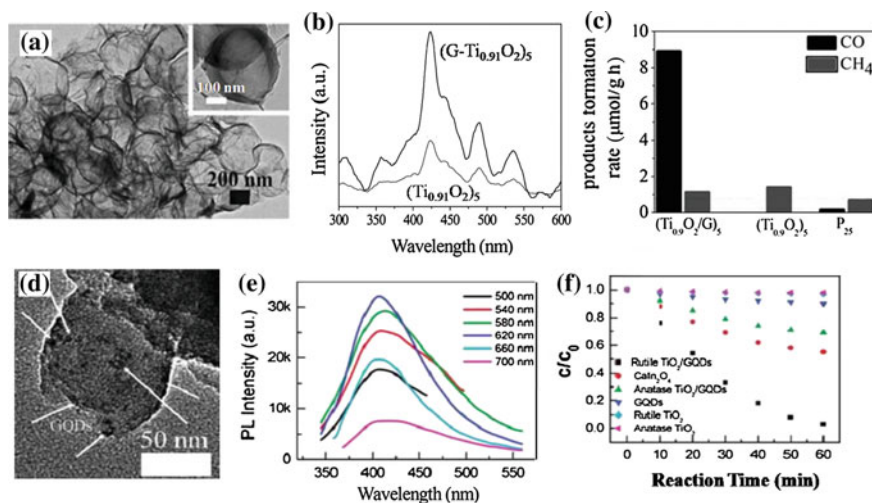 (a)
100 nm
200 nm
(b)
Intensity (a.u.)
(G-Ti0.91O2)5
(Ti0.91O2)5
300 350 400 450 500 550 600
Wavelength (nm)
(c)
products formation
rate (μmol/g h)
10
8
6
4
2
0
CO
CH4
(Ti0.9O2/G)5 (Ti0.9O2)5 P25
(d)
GQDs
50 nm
(e)
PL Intensity (a.u.)
30k
20k
10k
0
500 nm
540 nm
580 nm
620 nm
660 nm
700 nm
350 400 450 500 550
Wavelength (nm)
(f)
C/C0
1.0
0.8
0.6
0.4
0.2
0.0
Rutile TiO2/GQDs
CaIn2O4
Anatase TiO2/GQDs
GQDs
Rutile TiO2
Anatase TiO2
0 10 20 30 40 50 60
Reaction Time (min)